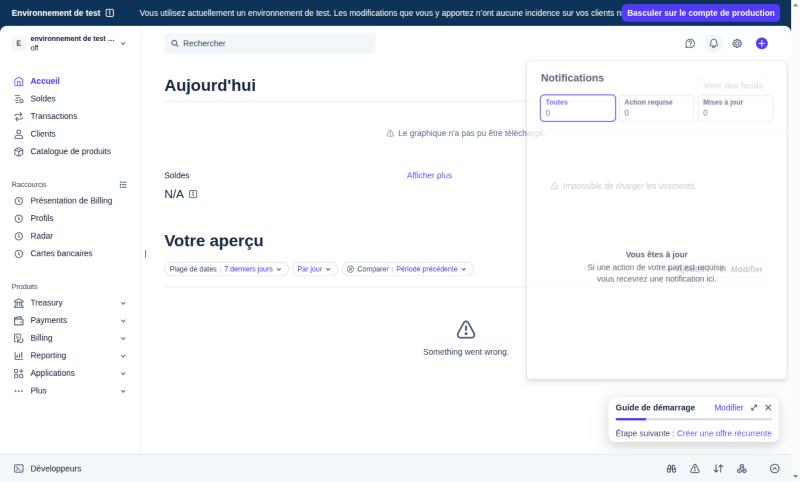 Environnement de test
Vous utilisez actuellement un environnement de test. Les modifications que vous y apportez n'ont aucune incidence sur vos clients
Basculer sur le compte de production
E
environnement de test ...
off
Rechercher
Accueil
Soldes
Transactions
Clients
Catalogue de produits
Raccourcis
Présentation de Billing
Profils
Radar
Cartes bancaires
Produits
Treasury
Payments
Billing
Reporting
Applications
Plus
Aujourd'hui
Le graphique n'a pas pu être téléchargé.
Soldes
Afficher plus
N/A
Votre aperçu
Plage de dates
7 derniers jours
Par jour
Comparer
Période précédente
Something went wrong.
Notifications
Virer des fonds
Toutes
0
Action requise
0
Mises à jour
0
Impossible de charger les virements.
Vous êtes à jour
Si une action de votre part est requise,
vous recevrez une notification ici.
Modifier
Guide de démarrage
Modifier
Étape suivante : Créer une offre récurrente
Développeurs